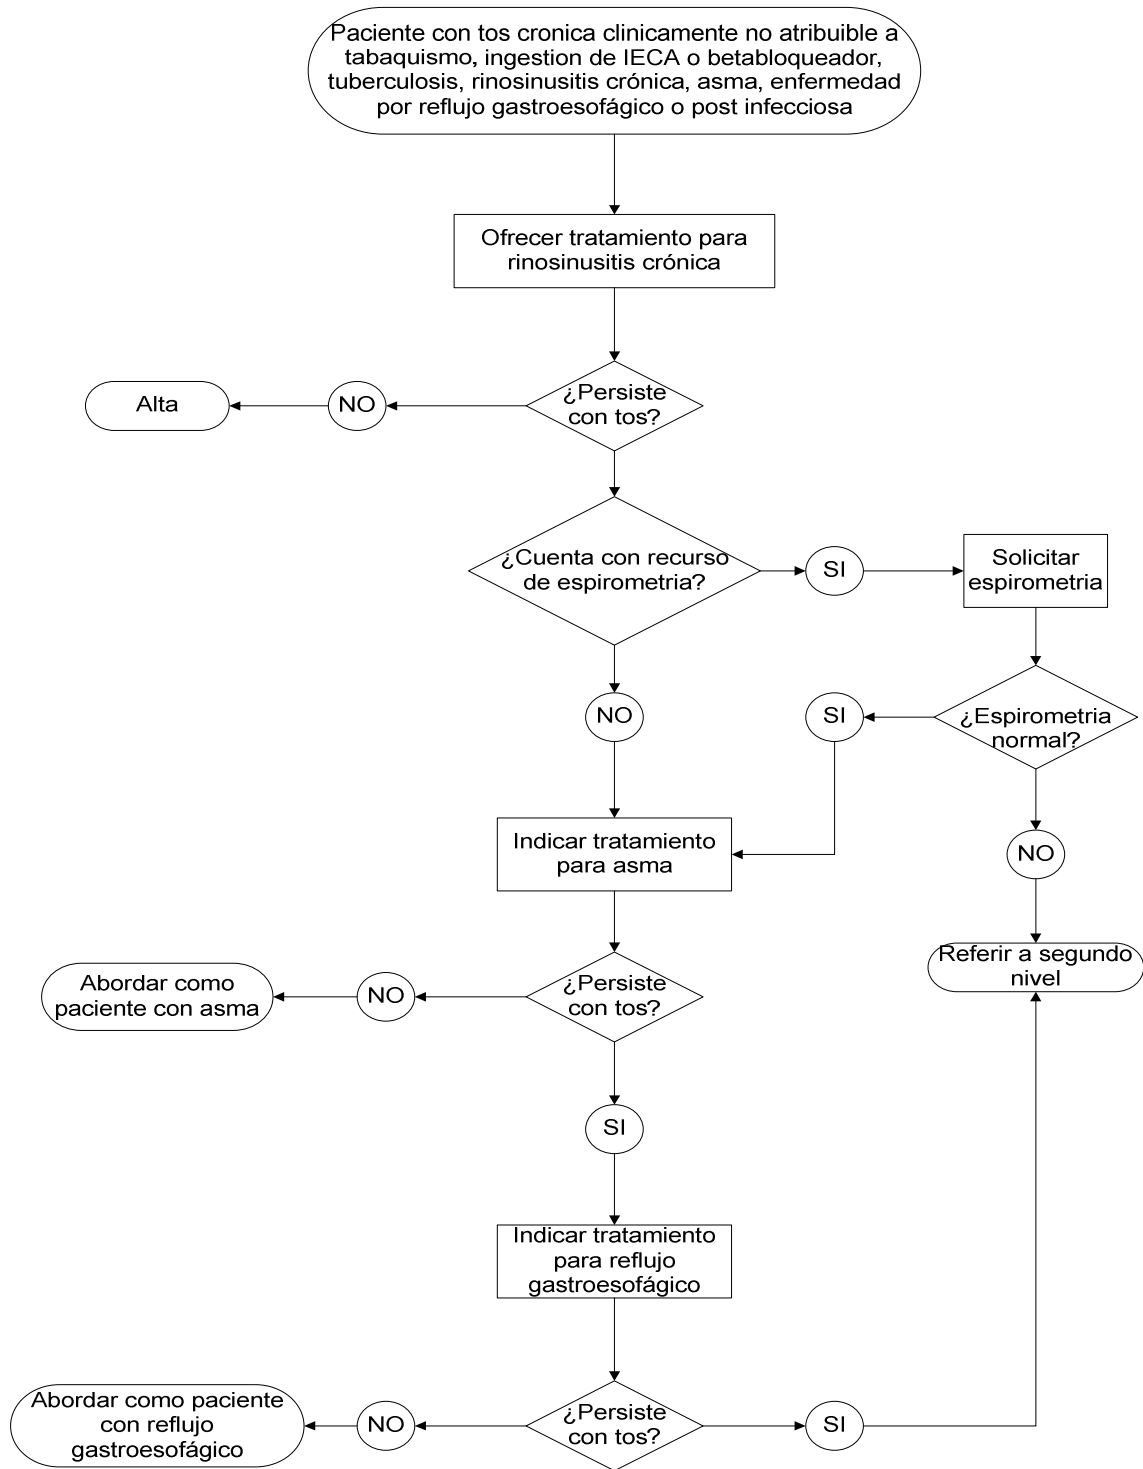 Paciente con tos cronica clinicamente no atribuible a
tabaquismo, ingestion de IECA o betabloqueador,
tuberculosis, rinosinusitis crónica, asma, enfermedad
por reflujo gastroesofágico o post infecciosa
Ofrecer tratamiento para
rinosinusitis crónica
¿Persiste
con tos?
NO
Alta
¿Cuenta con recurso
de espirometria?
SI
Solicitar
espirometria
NO
SI
¿Espirometria
normal?
Indicar tratamiento
para asma
NO
Referir a segundo
nivel
¿Persiste
con tos?
NO
Abordar como
paciente con asma
SI
Indicar tratamiento
para reflujo
gastroesofágico
¿Persiste
con tos?
NO
Abordar como paciente
con reflujo
gastroesofágico
SI